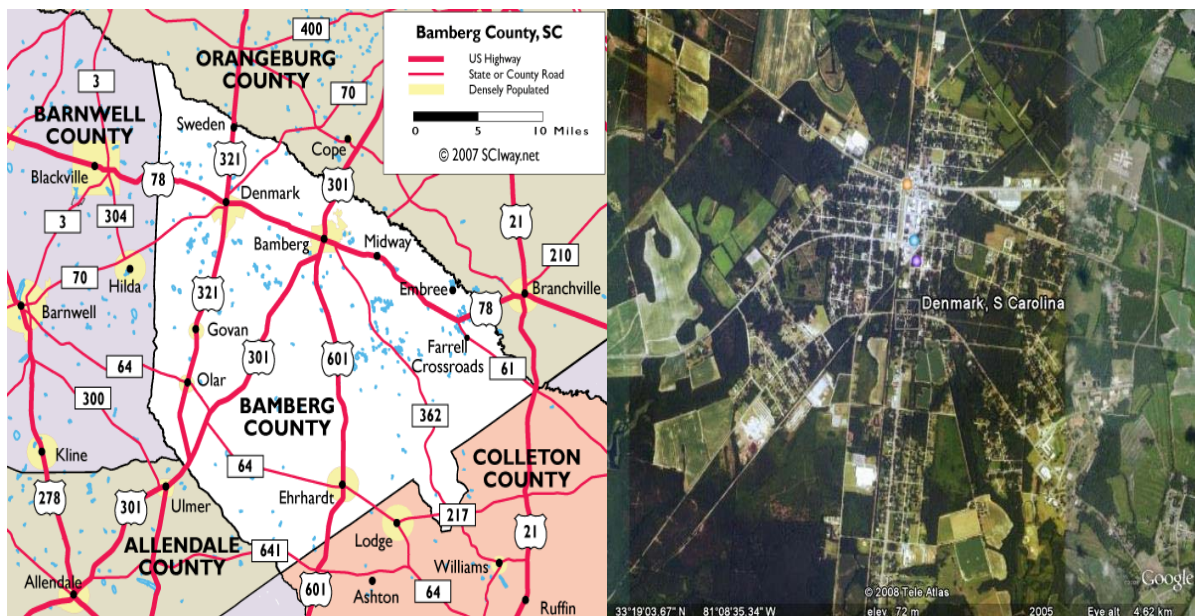 Bamberg County, SC
US Highway
State or County Road
Densely Populated
0 5 10 Miles
© 2007 SCIway.net
400
ORANGEBURG
COUNTY
3
70
BARNWELL
COUNTY
Sweden
Cope
321
Blackville
78
301
Denmark
3
304
21
Bamberg
Midway
210
70
Hilda
321
Embree
Branchville
78
Barnwell
Govan
301
601
Farrell
Crossroads
64
61
Olar
300
BAMBERG
COUNTY
362
Kline
COLLETON
COUNTY
64
278
Ehrhardt
301
Ulmer
217
21
ALLENDALE
COUNTY
641
Lodge
Williams
Allendale
601
Ashton
64
Ruffin
Denmark, S Carolina
© 2008 Tele Atlas
Google
33°19'03.67" N 81°08'35.34" W elev 72 m 2005 Eye alt 4.62 km